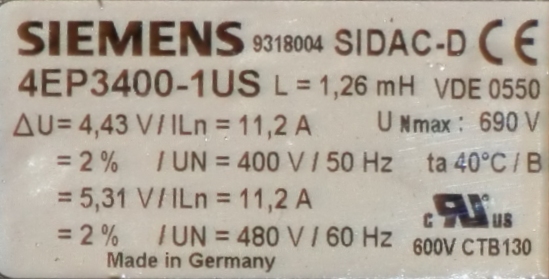 SIEMENS 9318004 SIDAC-D CE
4EP3400-1US L = 1,26 mH VDE 0550
ΔU= 4,43 V/ILn = 11,2 A U Nmax : 690 V
= 2 % /UN = 400 V/50 Hz ta 40°C / B
= 5,31 V/ILn = 11,2 A c RU us
= 2 % /UN = 480 V/60 Hz 600V CTB130
Made in Germany